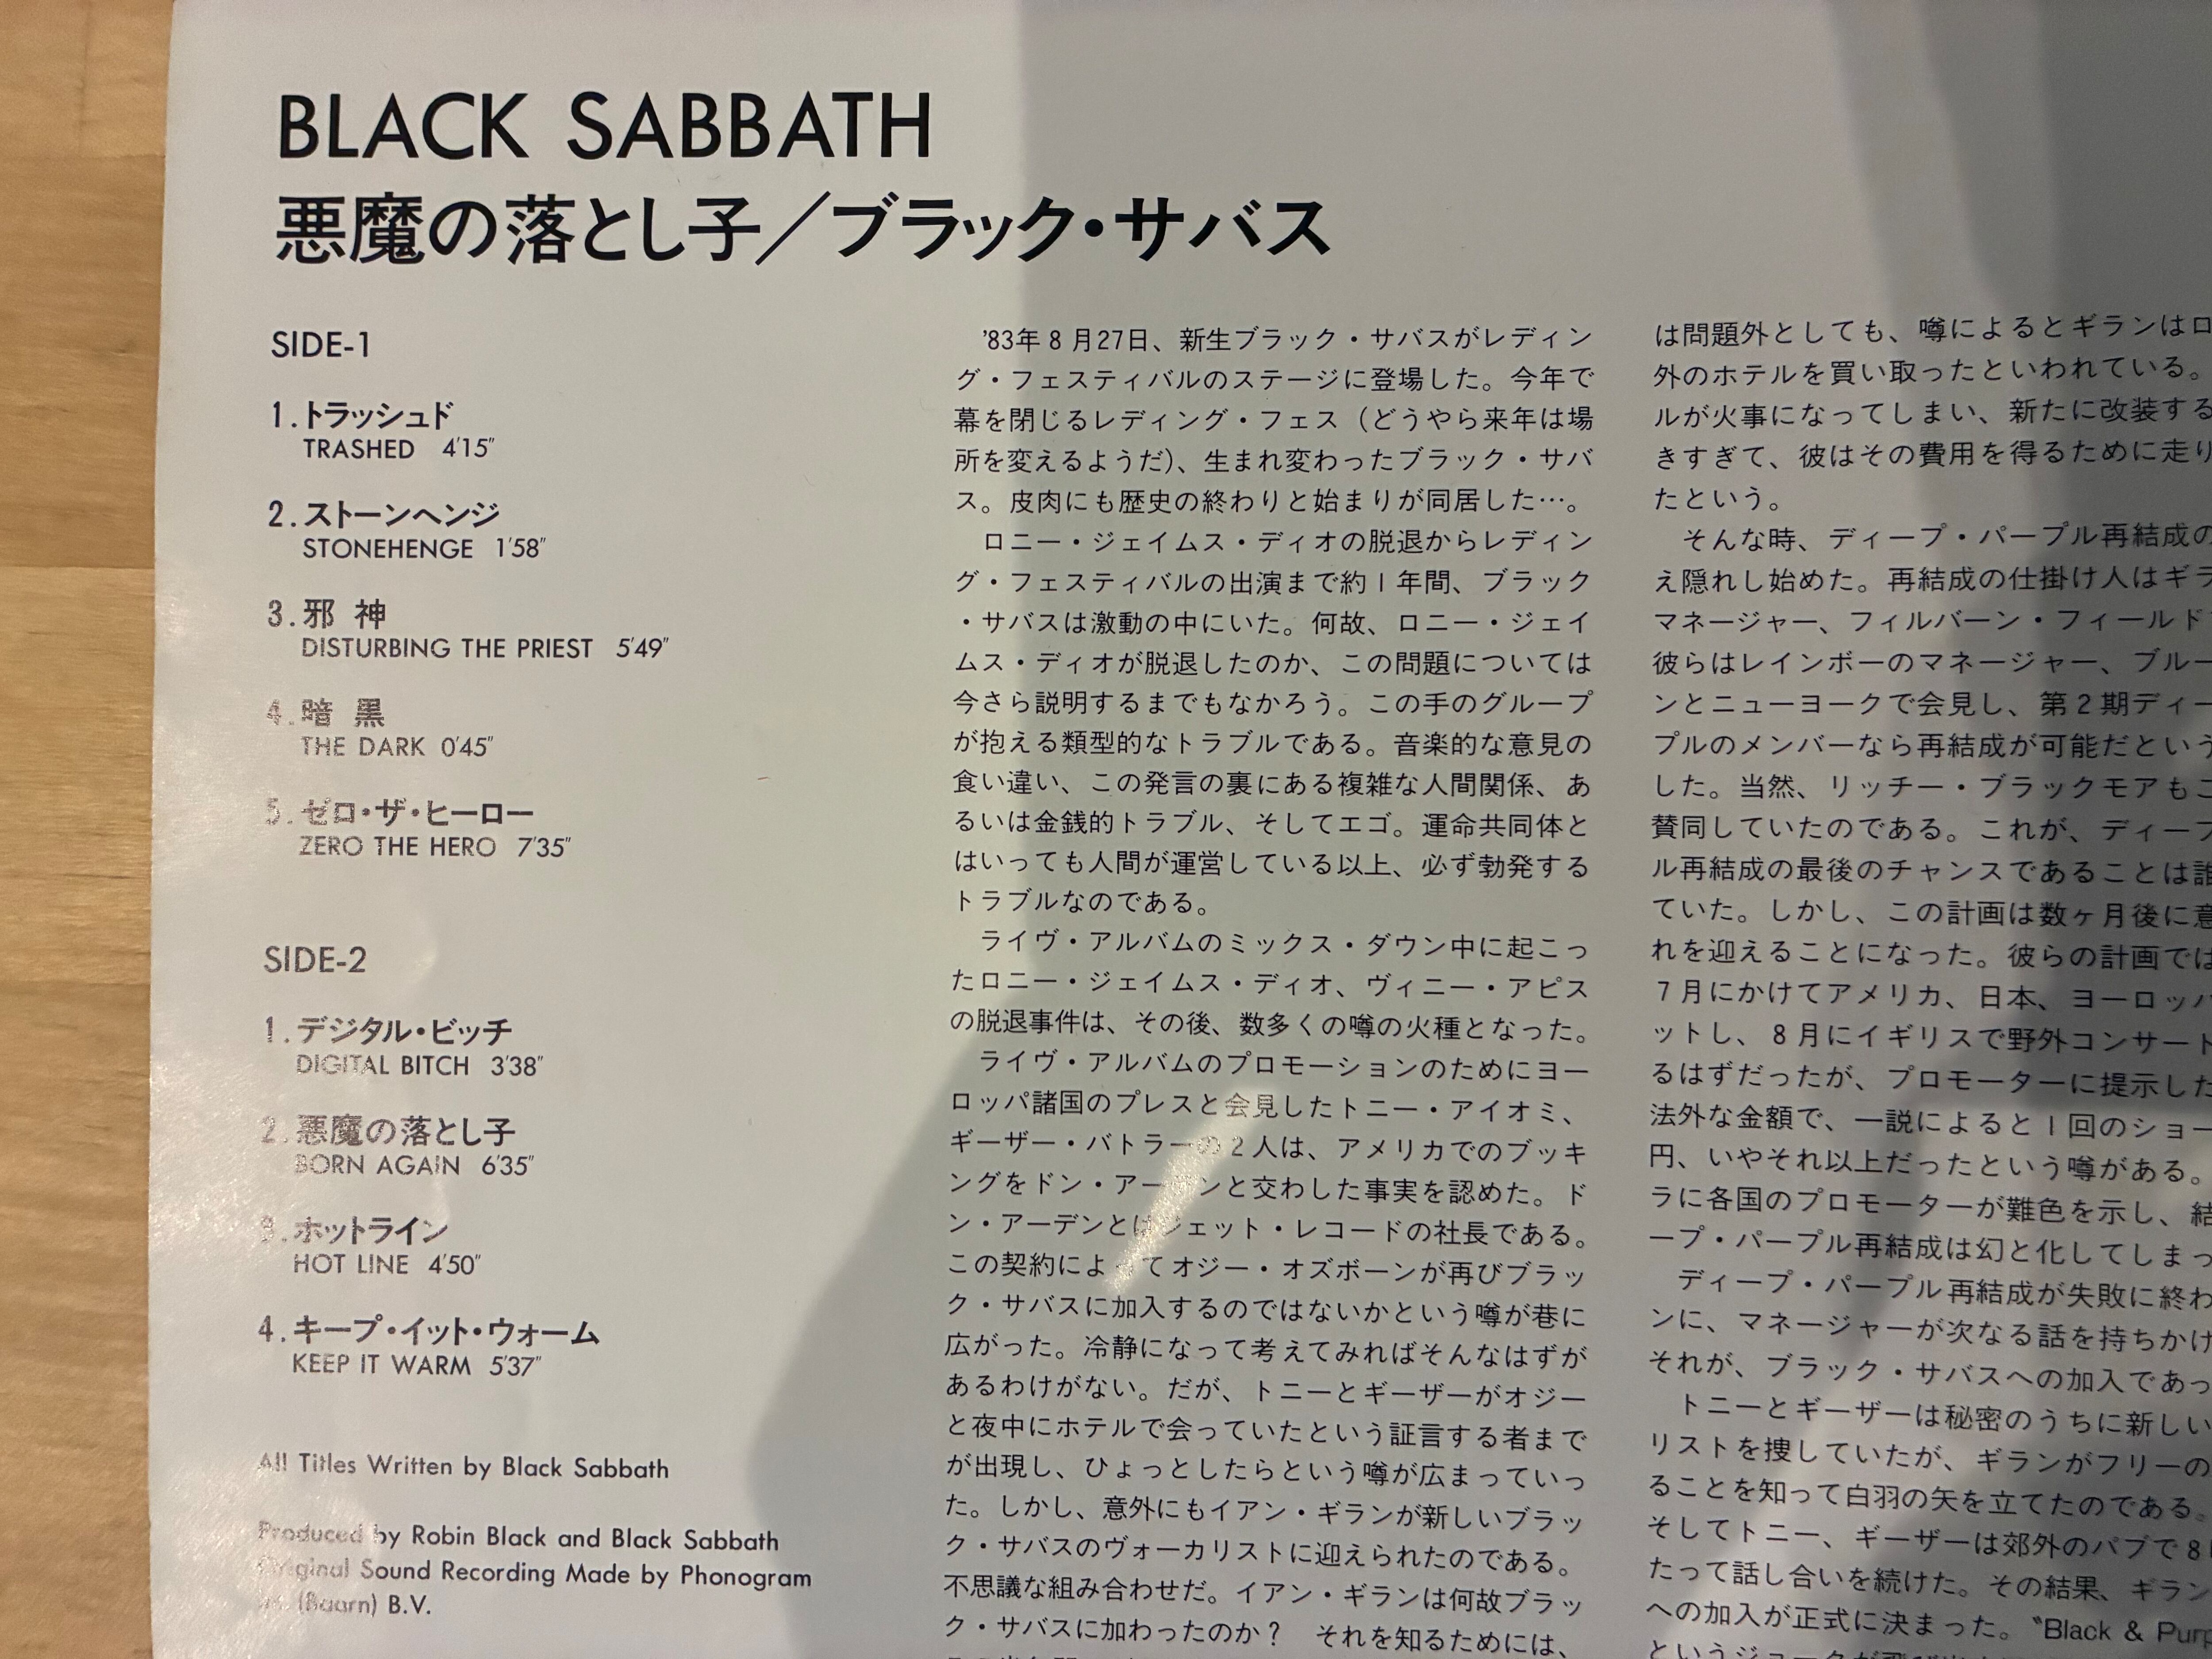 BLACK SABBATH
悪魔の落とし子／ブラック・サバス
SIDE-1
1.トラッシュド
TRASHED 4'15"
2.ストーンヘンジ
STONEHENGE 1'58"
3.邪 神
DISTURBING THE PRIEST 5'49"
4.暗 黒
THE DARK 0'45"
5.ゼロ・ザ・ヒーロー
ZERO THE HERO 7'35"
SIDE-2
1.デジタル・ビッチ
DIGITAL BITCH 3'38"
2.悪魔の落とし子
BORN AGAIN 6'35"
3.ホットライン
HOT LINE 4'50"
4.キープ・イット・ウォーム
KEEP IT WARM 5'37"
All Titles Written by Black Sabbath
Produced by Robin Black and Black Sabbath
Original Sound Recording Made by Phonogram
(Baarn) B.V.
'83年8月27日、新生ブラック・サバスがレディン
グ・フェスティバルのステージに登場した。今年で
幕を閉じるレディング・フェス（どうやら来年は場
所を変えるようだ）、生まれ変わったブラック・サバ
ス。皮肉にも歴史の終わりと始まりが同居した…。
ロニー・ジェイムス・ディオの脱退からレディン
グ・フェスティバルの出演まで約1年間、ブラック
・サバスは激動の中にいた。何故、ロニー・ジェイ
ムス・ディオが脱退したのか、この問題については
今さら説明するまでもなかろう。この手のグループ
が抱える類型的なトラブルである。音楽的な意見の
食い違い、この発言の裏にある複雑な人間関係、あ
るいは金銭的トラブル、そしてエゴ。運命共同体と
はいっても人間が運営している以上、必ず勃発する
トラブルなのである。
ライヴ・アルバムのミックス・ダウン中に起こっ
たロニー・ジェイムス・ディオ、ヴィニー・アピス
の脱退事件は、その後、数多くの噂の火種となった。
ライヴ・アルバムのプロモーションのためにヨー
ロッパ諸国のプレスと会見したトニー・アイオミ、
ギーザー・バトラーの2人は、アメリカでのブッキ
ングをドン・アーデンと交わした事実を認めた。ド
ン・アーデンとはジェット・レコードの社長である。
この契約によってオジー・オズボーンが再びブラッ
ク・サバスに加入するのではないかという噂が巷に
広がった。冷静になって考えてみればそんなはずが
あるわけがない。だが、トニーとギーザーがオジー
と夜中にホテルで会っていたという証言する者まで
が出現し、ひょっとしたらという噂が広まっていっ
た。しかし、意外にもイアン・ギランが新しいブラッ
ク・サバスのヴォーカリストに迎えられたのである。
不思議な組み合わせだ。イアン・ギランは何故ブラッ
ク・サバスに加わったのか？ それを知るためには、
は問題外としても、噂によるとギランはロ
外のホテルを買い取ったといわれている。
ルが火事になってしまい、新たに改装する
きすぎて、彼はその費用を得るために走り
たという。
そんな時、ディープ・パープル再結成の
え隠れし始めた。再結成の仕掛け人はギラ
マネージャー、フィルバーン・フィールド
彼らはレインボーのマネージャー、ブルー
ンとニューヨークで会見し、第2期ディー
プルのメンバーなら再結成が可能だという
した。当然、リッチー・ブラックモアもこ
賛同していたのである。これが、ディープ
ル再結成の最後のチャンスであることは誰
ていた。しかし、この計画は数ヶ月後に意
れを迎えることになった。彼らの計画では
7月にかけてアメリカ、日本、ヨーロッパ
ットし、8月にイギリスで野外コンサート
るはずだったが、プロモーターに提示した
法外な金額で、一説によると1回のショー
円、いやそれ以上だったという噂がある。
ラに各国のプロモーターが難色を示し、結
ープ・パープル再結成は幻と化してしまっ
ディープ・パープル再結成が失敗に終わ
ンに、マネージャーが次なる話を持ちかけ
それが、ブラック・サバスへの加入であっ
トニーとギーザーは秘密のうちに新しい
リストを捜していたが、ギランがフリーの
ることを知って白羽の矢を立てたのである。
そしてトニー、ギーザーは郊外のパブで8
たって話し合いを続けた。その結果、ギラン
への加入が正式に決まった。〝Black & Purp